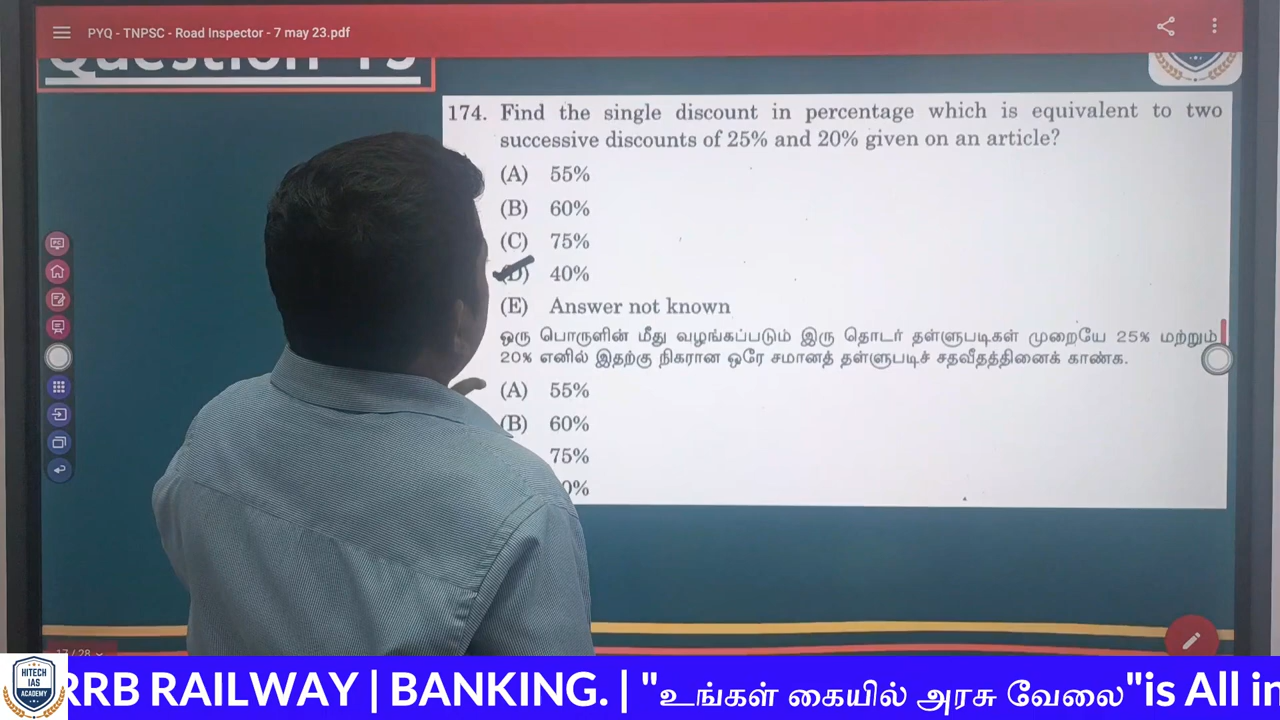 PYQ - TNPSC - Road Inspector - 7 may 23.pdf
174. Find the single discount in percentage which is equivalent to two
successive discounts of 25% and 20% given on an article?
(A) 55%
(B) 60%
(C) 75%
(D) 40%
(E) Answer not known
ஒரு பொருளின் மீது வழங்கப்படும் இரு தொடர் தள்ளுபடிகள் முறையே 25% மற்றும்
20% எனில் இதற்கு நிகரான ஒரே சமானத் தள்ளுபடிச் சதவீதத்தினைக் காண்க.
(A) 55%
(B) 60%
75%
0%
17 / 28
HITECH
IAS
ACADEMY
RRB RAILWAY | BANKING. | "உங்கள் கையில் அரசு வேலை"is All in